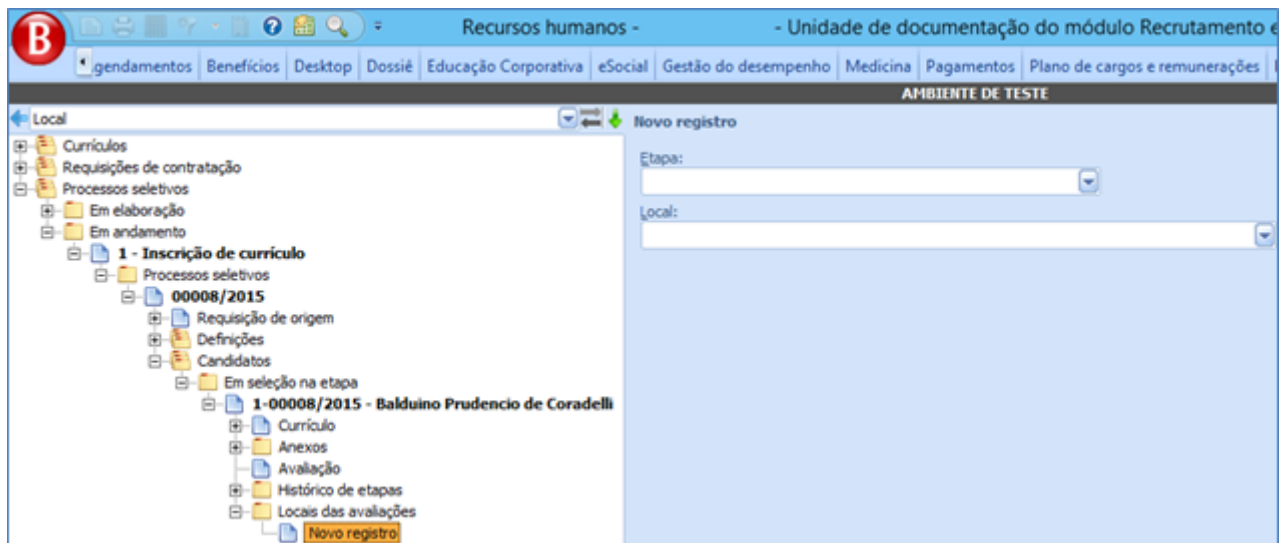 B
Recursos humanos - - Unidade de documentação do módulo Recrutamento e
gendamentos Benefícios Desktop Dossiê Educação Corporativa eSocial Gestão do desempenho Medicina Pagamentos Plano de cargos e remunerações
AMBIENTE DE TESTE
Local
Novo registro
Currículos
Requisições de contratação
Processos seletivos
Em elaboração
Em andamento
1 - Inscrição de currículo
Processos seletivos
00008/2015
Requisição de origem
Definições
Candidatos
Em seleção na etapa
1-00008/2015 - Balduino Prudencio de Coradelli
Currículo
Anexos
Avaliação
Histórico de etapas
Locais das avaliações
Novo registro
Etapa:
Local: